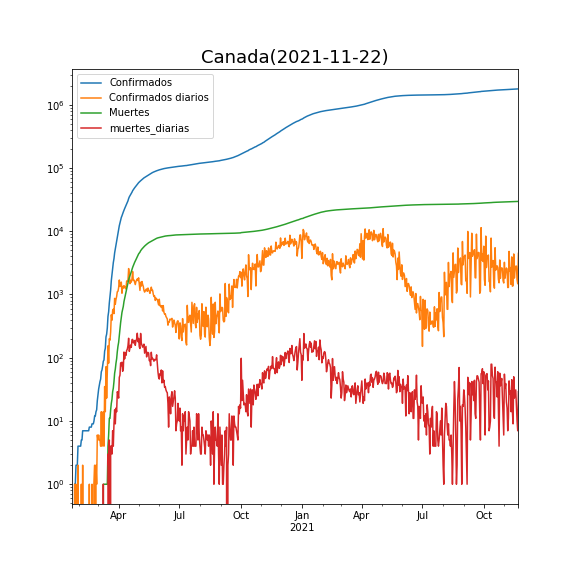 Canada(2021-11-22)
Confirmados
Confirmados diarios
Muertes
muertes_diarias
10^6
10^5
10^4
10^3
10^2
10^1
10^0
Apr Jul Oct Jan Apr Jul Oct
2021